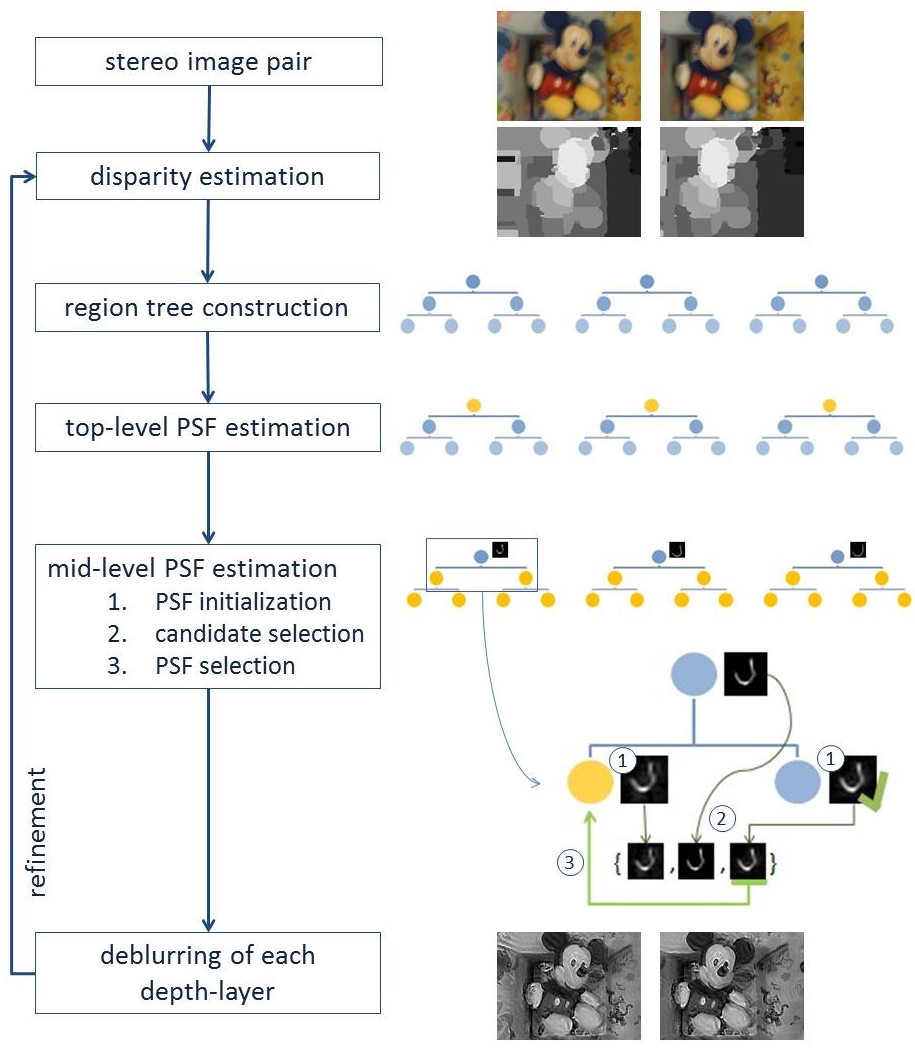 stereo image pair
disparity estimation
region tree construction
top-level PSF estimation
mid-level PSF estimation
1. PSF initialization
2. candidate selection
3. PSF selection
1
1
2
{ , , }
3
refinement
deblurring of each
depth-layer